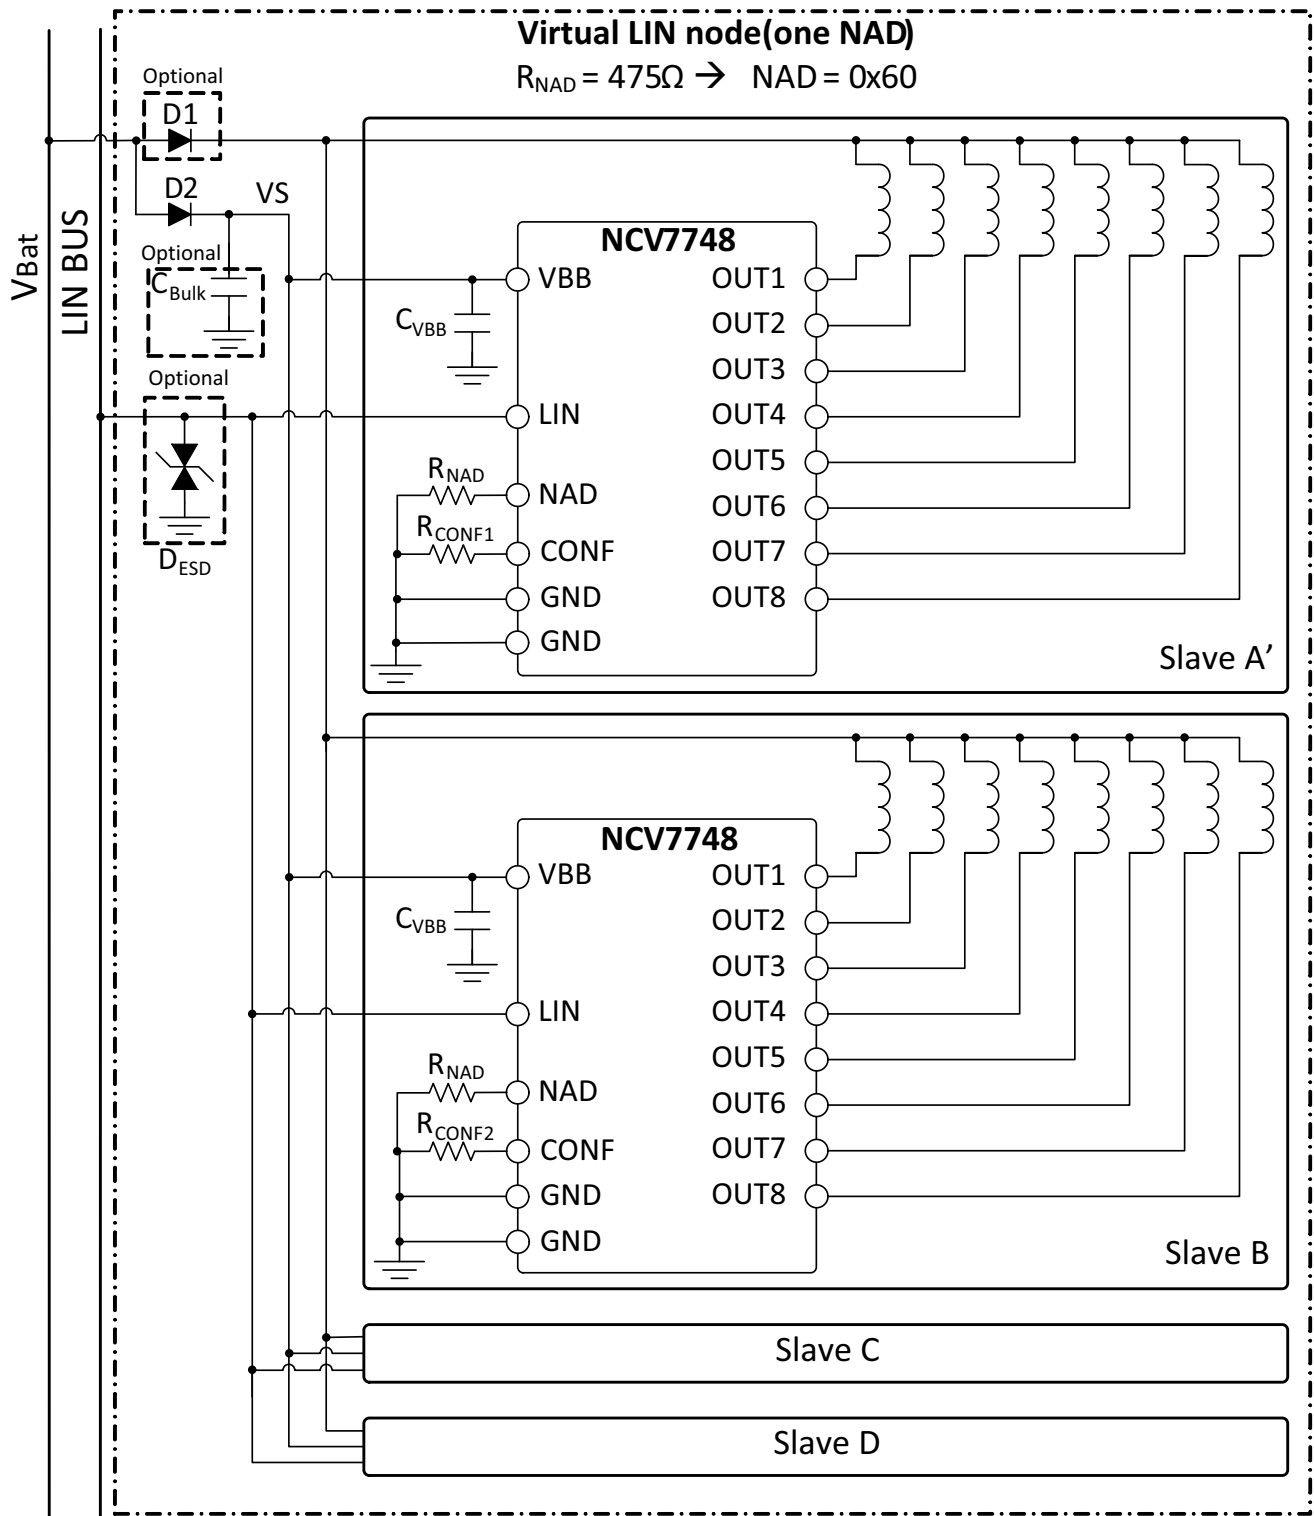 Virtual LIN node(one NAD)
RNAD = 475Ω → NAD = 0x60
VBat
LIN BUS
Optional
D1
D2
VS
Optional
CBulk
Optional
DESD
NCV7748
VBB
CVBB
LIN
RNAD
NAD
RCONF1
CONF
GND
GND
OUT1
OUT2
OUT3
OUT4
OUT5
OUT6
OUT7
OUT8
Slave A’
NCV7748
VBB
CVBB
LIN
RNAD
NAD
RCONF2
CONF
GND
GND
OUT1
OUT2
OUT3
OUT4
OUT5
OUT6
OUT7
OUT8
Slave B
Slave C
Slave D